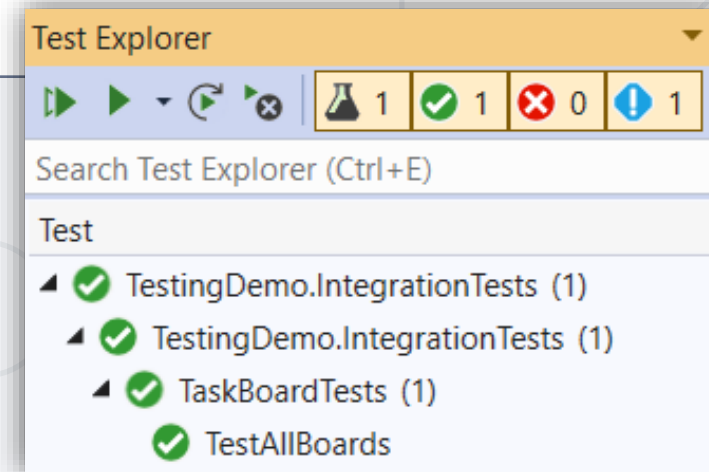 Test Explorer
1 1 0 1
Search Test Explorer (Ctrl+E)
Test
TestingDemo.IntegrationTests (1)
TestingDemo.IntegrationTests (1)
TaskBoardTests (1)
TestAllBoards